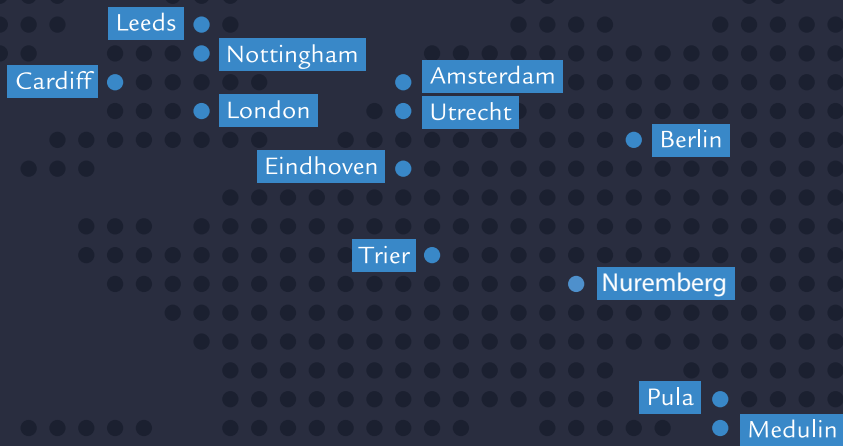 Leeds
Nottingham
Cardiff
Amsterdam
London
Utrecht
Berlin
Eindhoven
Trier
Nuremberg
Pula
Medulin